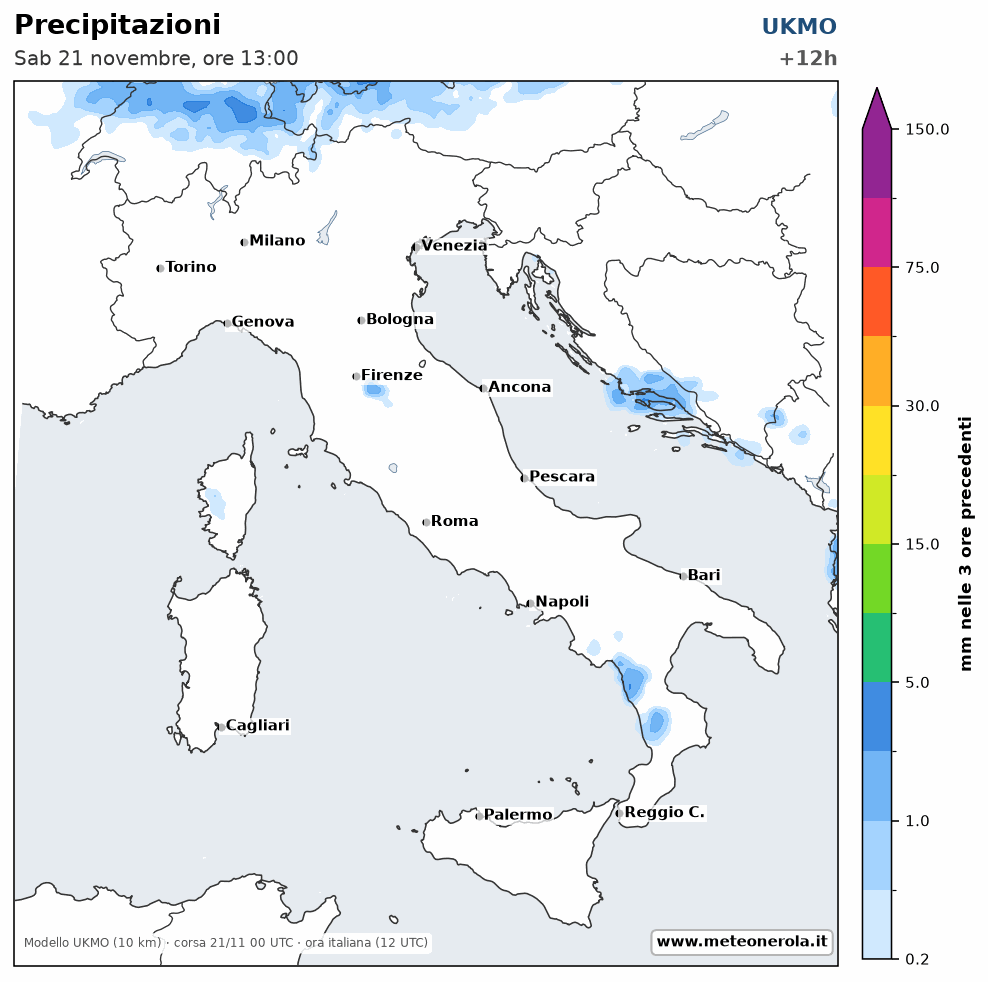 Precipitazioni
UKMO
Sab 21 novembre, ore 13:00
+12h
Milano
Venezia
Torino
Genova
Bologna
Firenze
Ancona
Pescara
Roma
Bari
Napoli
Cagliari
Palermo
Reggio C.
150.0
75.0
30.0
15.0
5.0
1.0
0.2
mm nelle 3 ore precedenti
Modello UKMO (10 km) · corsa 21/11 00 UTC · ora italiana (12 UTC)
www.meteonerola.it